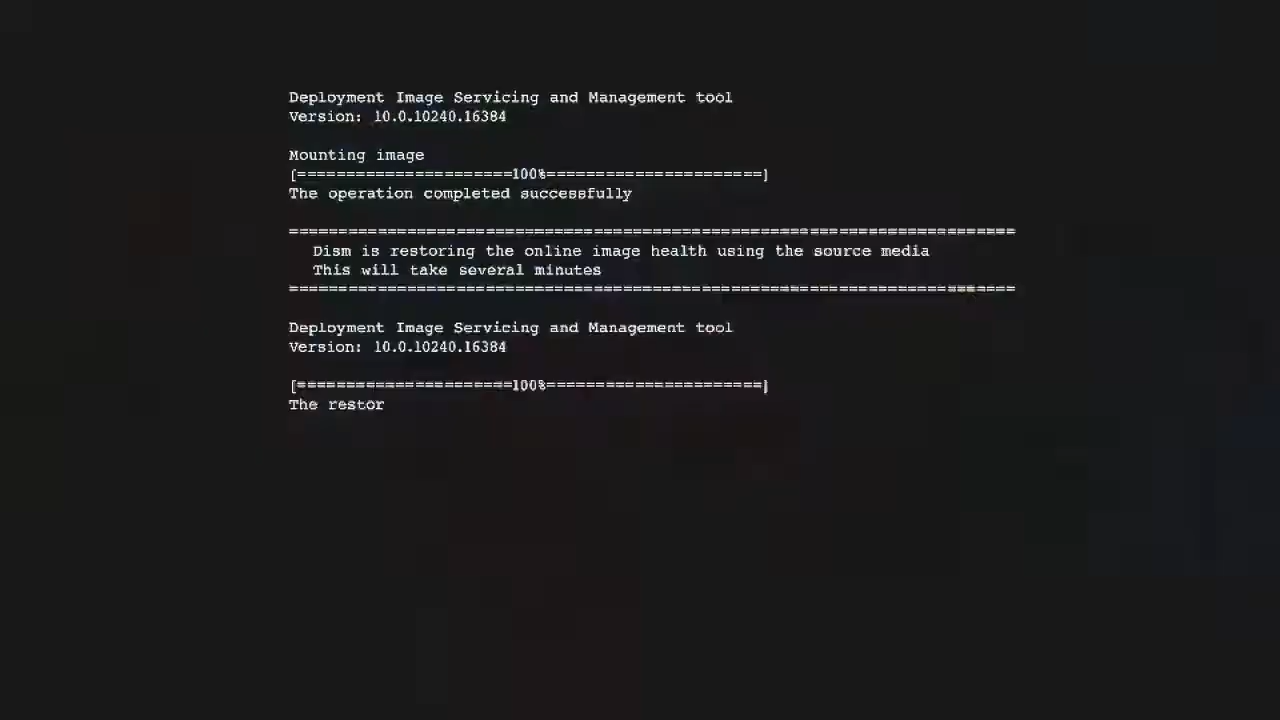 Deployment Image Servicing and Management tool
Version: 10.0.10240.16384
Mounting image
[======================100%======================]
The operation completed successfully
===========================================================================
Dism is restoring the online image health using the source media
This will take several minutes
===========================================================================
Deployment Image Servicing and Management tool
Version: 10.0.10240.16384
[======================100%======================]
The restor